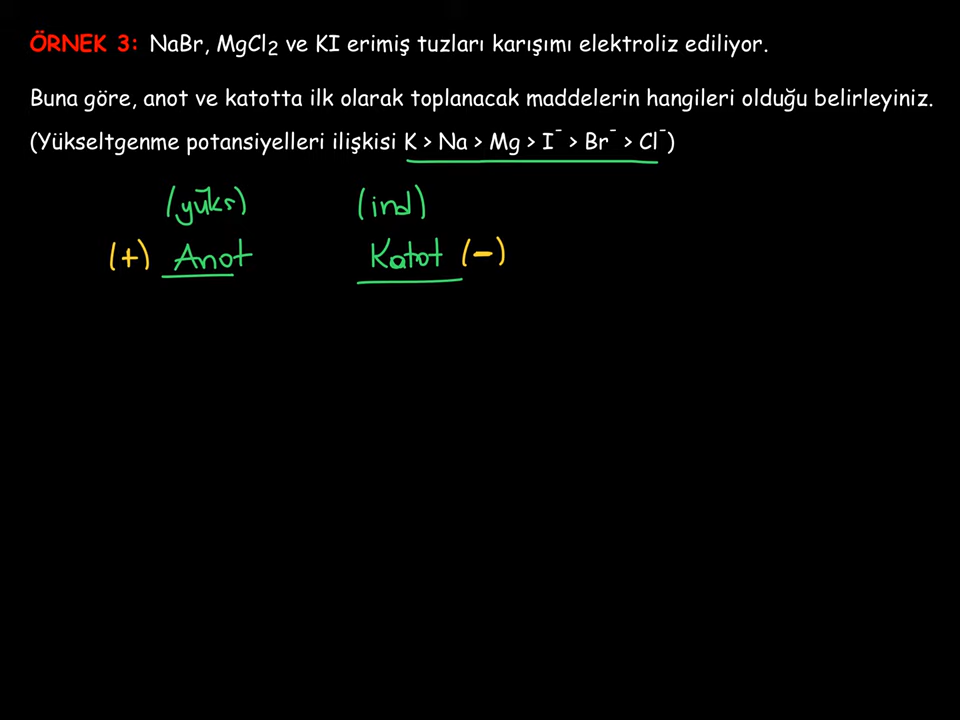 ÖRNEK 3: NaBr, MgCl₂ ve KI erimiş tuzları karışımı elektroliz ediliyor.
Buna göre, anot ve katotta ilk olarak toplanacak maddelerin hangileri olduğu belirleyiniz.
(Yükseltgenme potansiyelleri ilişkisi K > Na > Mg > I⁻ > Br⁻ > Cl⁻)
(yüks) (ind)
(+) Anot Katot (-)